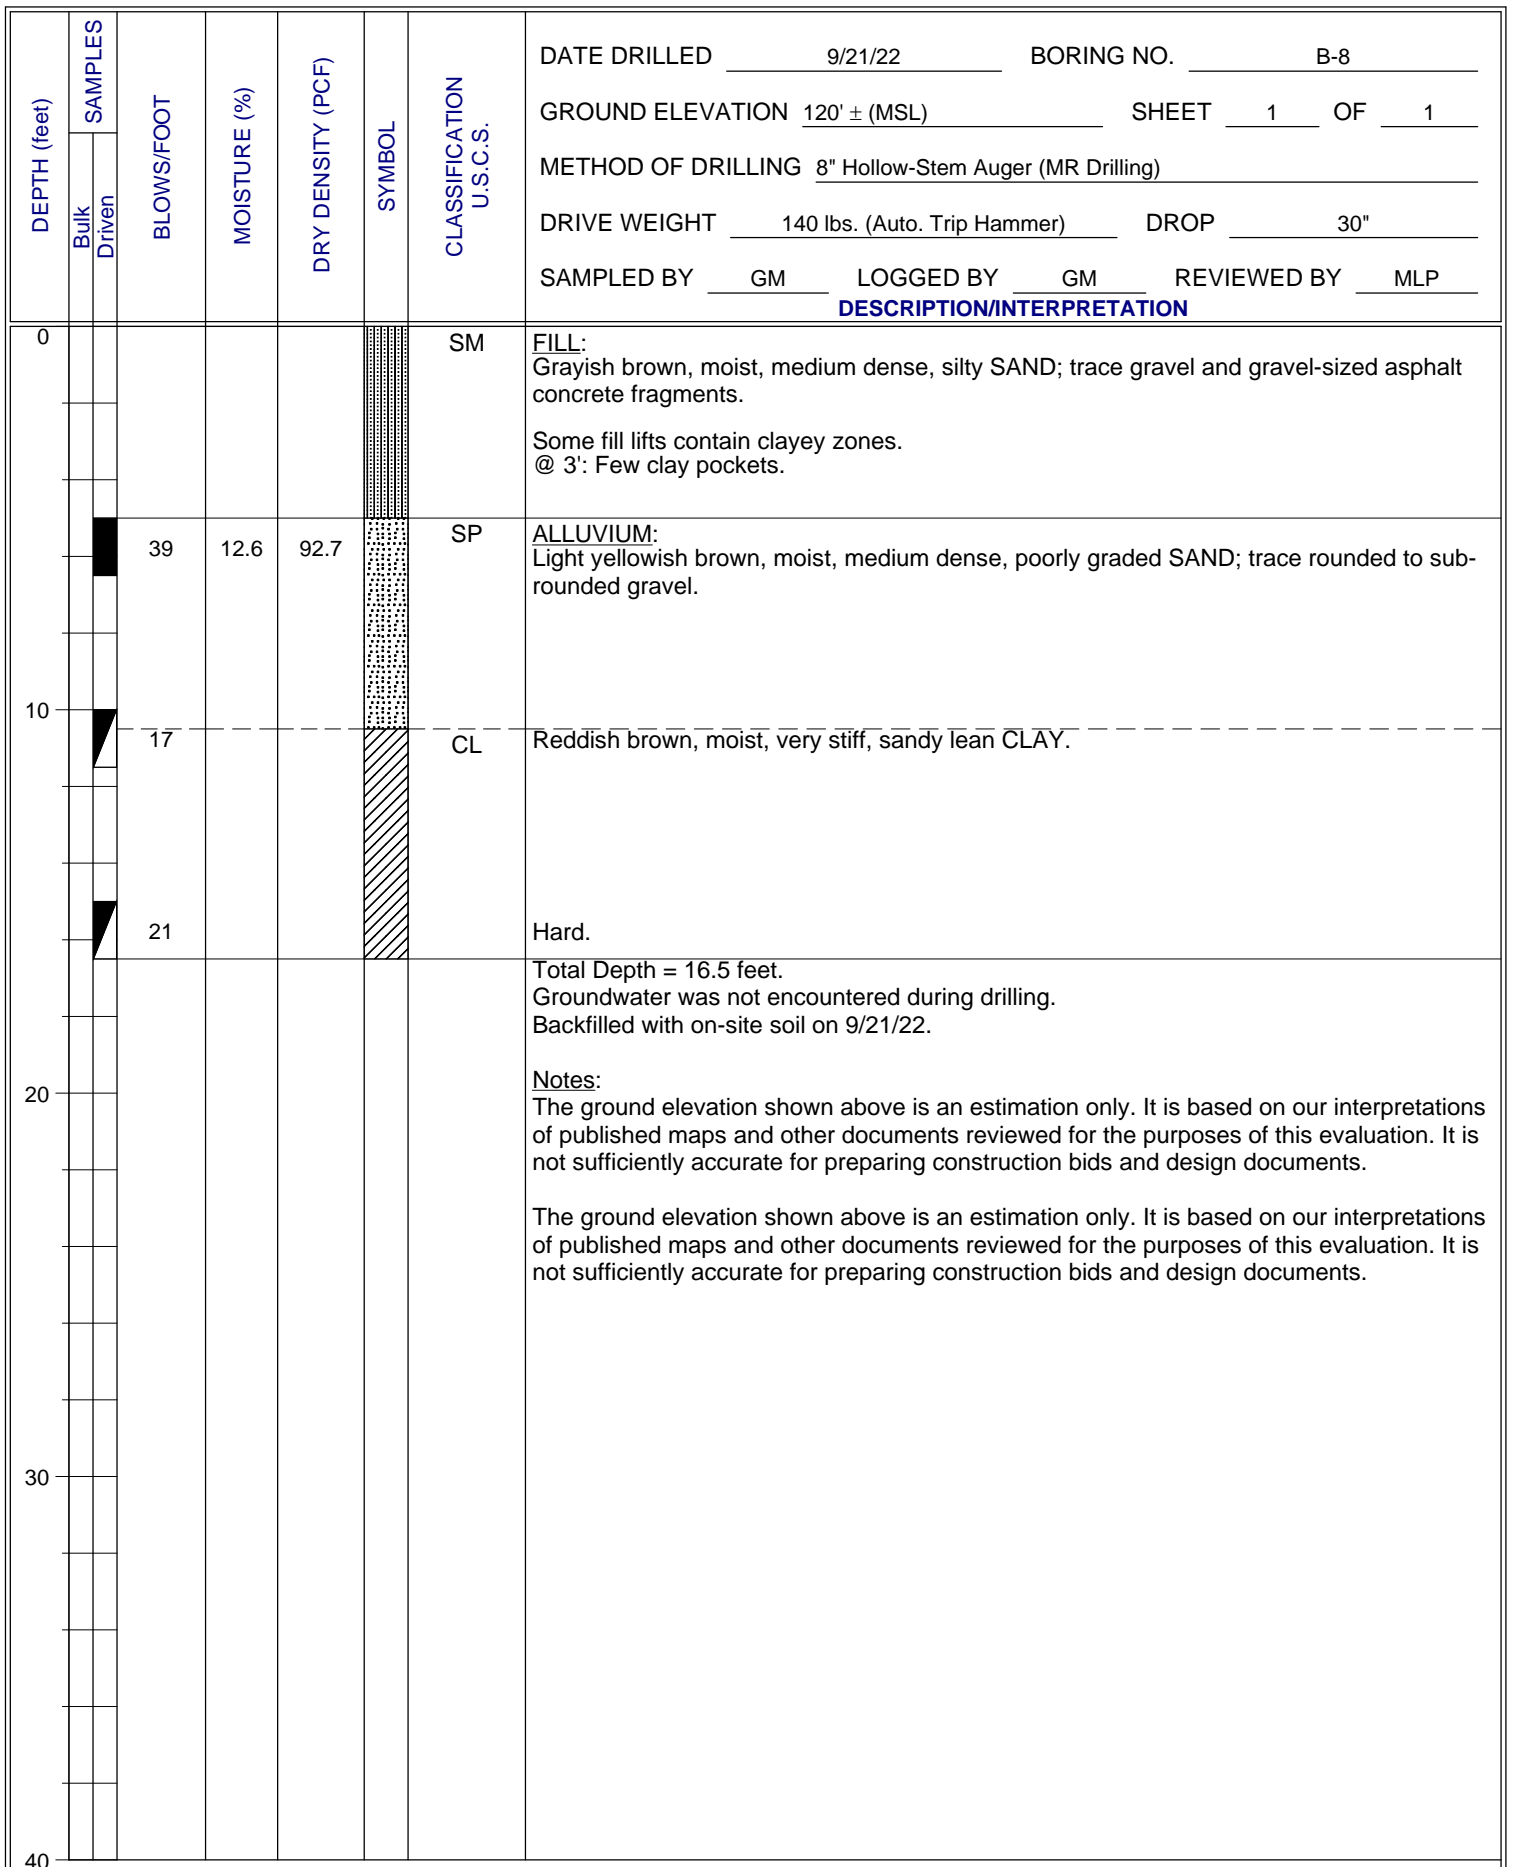 DEPTH (feet)
SAMPLES
Bulk
Driven
BLOWS/FOOT
MOISTURE (%)
DRY DENSITY (PCF)
SYMBOL
CLASSIFICATION
U.S.C.S.
DATE DRILLED 9/21/22 BORING NO. B-8
GROUND ELEVATION 120' ± (MSL) SHEET 1 OF 1
METHOD OF DRILLING 8" Hollow-Stem Auger (MR Drilling)
DRIVE WEIGHT 140 lbs. (Auto. Trip Hammer) DROP 30"
SAMPLED BY GM LOGGED BY GM REVIEWED BY MLP
DESCRIPTION/INTERPRETATION
0 SM FILL:
Grayish brown, moist, medium dense, silty SAND; trace gravel and gravel-sized asphalt
concrete fragments.
Some fill lifts contain clayey zones.
@ 3': Few clay pockets.
39 12.6 92.7 SP ALLUVIUM:
Light yellowish brown, moist, medium dense, poorly graded SAND; trace rounded to sub-
rounded gravel.
10
17 CL Reddish brown, moist, very stiff, sandy lean CLAY.
21 Hard.
Total Depth = 16.5 feet.
Groundwater was not encountered during drilling.
Backfilled with on-site soil on 9/21/22.
Notes:
20
The ground elevation shown above is an estimation only. It is based on our interpretations
of published maps and other documents reviewed for the purposes of this evaluation. It is
not sufficiently accurate for preparing construction bids and design documents.
The ground elevation shown above is an estimation only. It is based on our interpretations
of published maps and other documents reviewed for the purposes of this evaluation. It is
not sufficiently accurate for preparing construction bids and design documents.
30
40